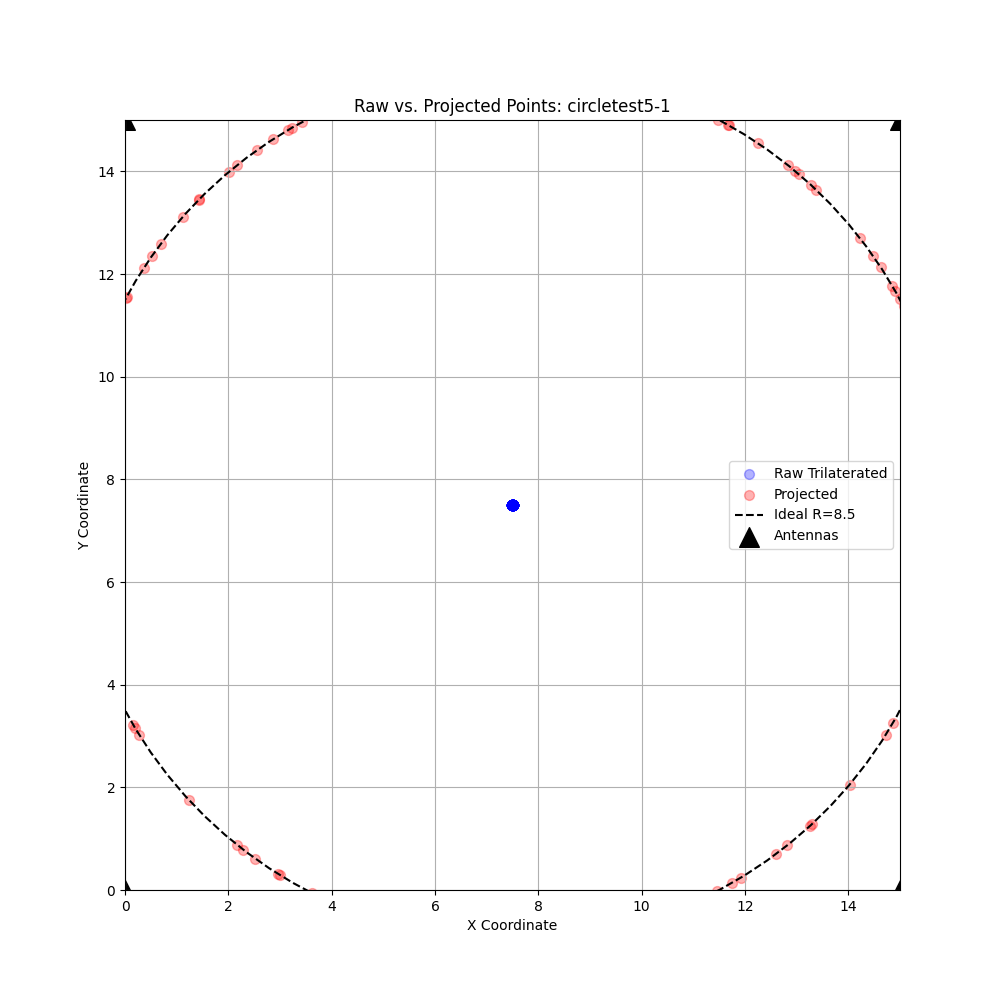 Raw vs. Projected Points: circletest5-1
Y Coordinate
14
12
10
8
6
4
2
0
Raw Trilaterated
Projected
Ideal R=8.5
Antennas
0 2 4 6 8 10 12 14
X Coordinate